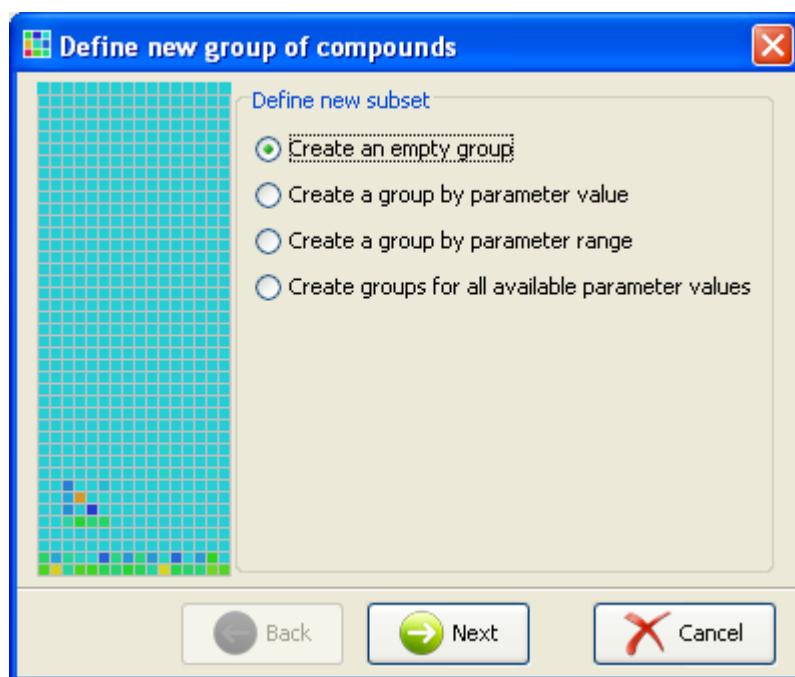 Define new group of compounds
Define new subset
Create an empty group
Create a group by parameter value
Create a group by parameter range
Create groups for all available parameter values
Back
Next
Cancel